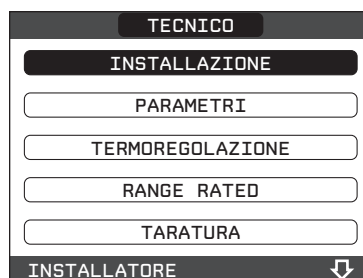 TECNICO
INSTALLAZIONE
PARAMETRI
TERMOREGOLAZIONE
RANGE RATED
TARATURA
INSTALLATORE